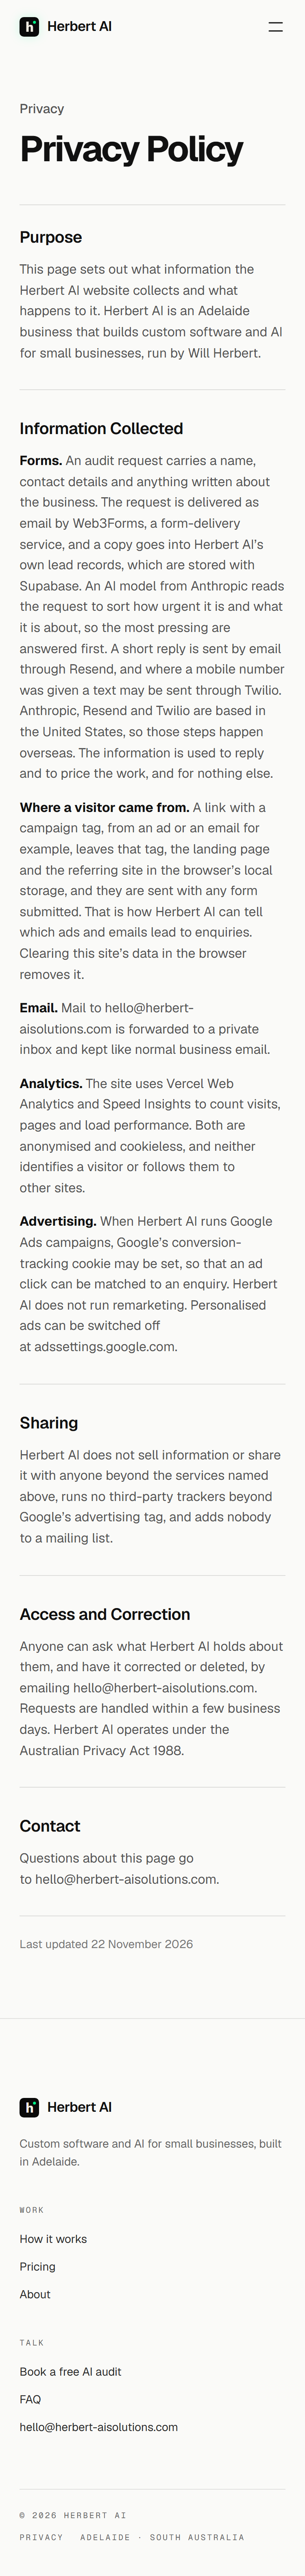 Herbert AI
Privacy
Privacy Policy
Purpose
This page sets out what information the
Herbert AI website collects and what
happens to it. Herbert AI is an Adelaide
business that builds custom software and AI
for small businesses, run by Will Herbert.
Information Collected
Forms. An audit request carries a name,
contact details and anything written about
the business. The request is delivered as
email by Web3Forms, a form-delivery
service, and a copy goes into Herbert AI’s
own lead records, which are stored with
Supabase. An AI model from Anthropic reads
the request to sort how urgent it is and what
it is about, so the most pressing are
answered first. A short reply is sent by email
through Resend, and where a mobile number
was given a text may be sent through Twilio.
Anthropic, Resend and Twilio are based in
the United States, so those steps happen
overseas. The information is used to reply
and to price the work, and for nothing else.
Where a visitor came from. A link with a
campaign tag, from an ad or an email for
example, leaves that tag, the landing page
and the referring site in the browser’s local
storage, and they are sent with any form
submitted. That is how Herbert AI can tell
which ads and emails lead to enquiries.
Clearing this site’s data in the browser
removes it.
Email. Mail to hello@herbert-
aisolutions.com is forwarded to a private
inbox and kept like normal business email.
Analytics. The site uses Vercel Web
Analytics and Speed Insights to count visits,
pages and load performance. Both are
anonymised and cookieless, and neither
identifies a visitor or follows them to
other sites.
Advertising. When Herbert AI runs Google
Ads campaigns, Google’s conversion-
tracking cookie may be set, so that an ad
click can be matched to an enquiry. Herbert
AI does not run remarketing. Personalised
ads can be switched off
at adssettings.google.com.
Sharing
Herbert AI does not sell information or share
it with anyone beyond the services named
above, runs no third-party trackers beyond
Google’s advertising tag, and adds nobody
to a mailing list.
Access and Correction
Anyone can ask what Herbert AI holds about
them, and have it corrected or deleted, by
emailing hello@herbert-aisolutions.com.
Requests are handled within a few business
days. Herbert AI operates under the
Australian Privacy Act 1988.
Contact
Questions about this page go
to hello@herbert-aisolutions.com.
Last updated 22 November 2026
Herbert AI
Custom software and AI for small businesses, built
in Adelaide.
WORK
How it works
Pricing
About
TALK
Book a free AI audit
FAQ
hello@herbert-aisolutions.com
© 2026 HERBERT AI
PRIVACY ADELAIDE · SOUTH AUSTRALIA